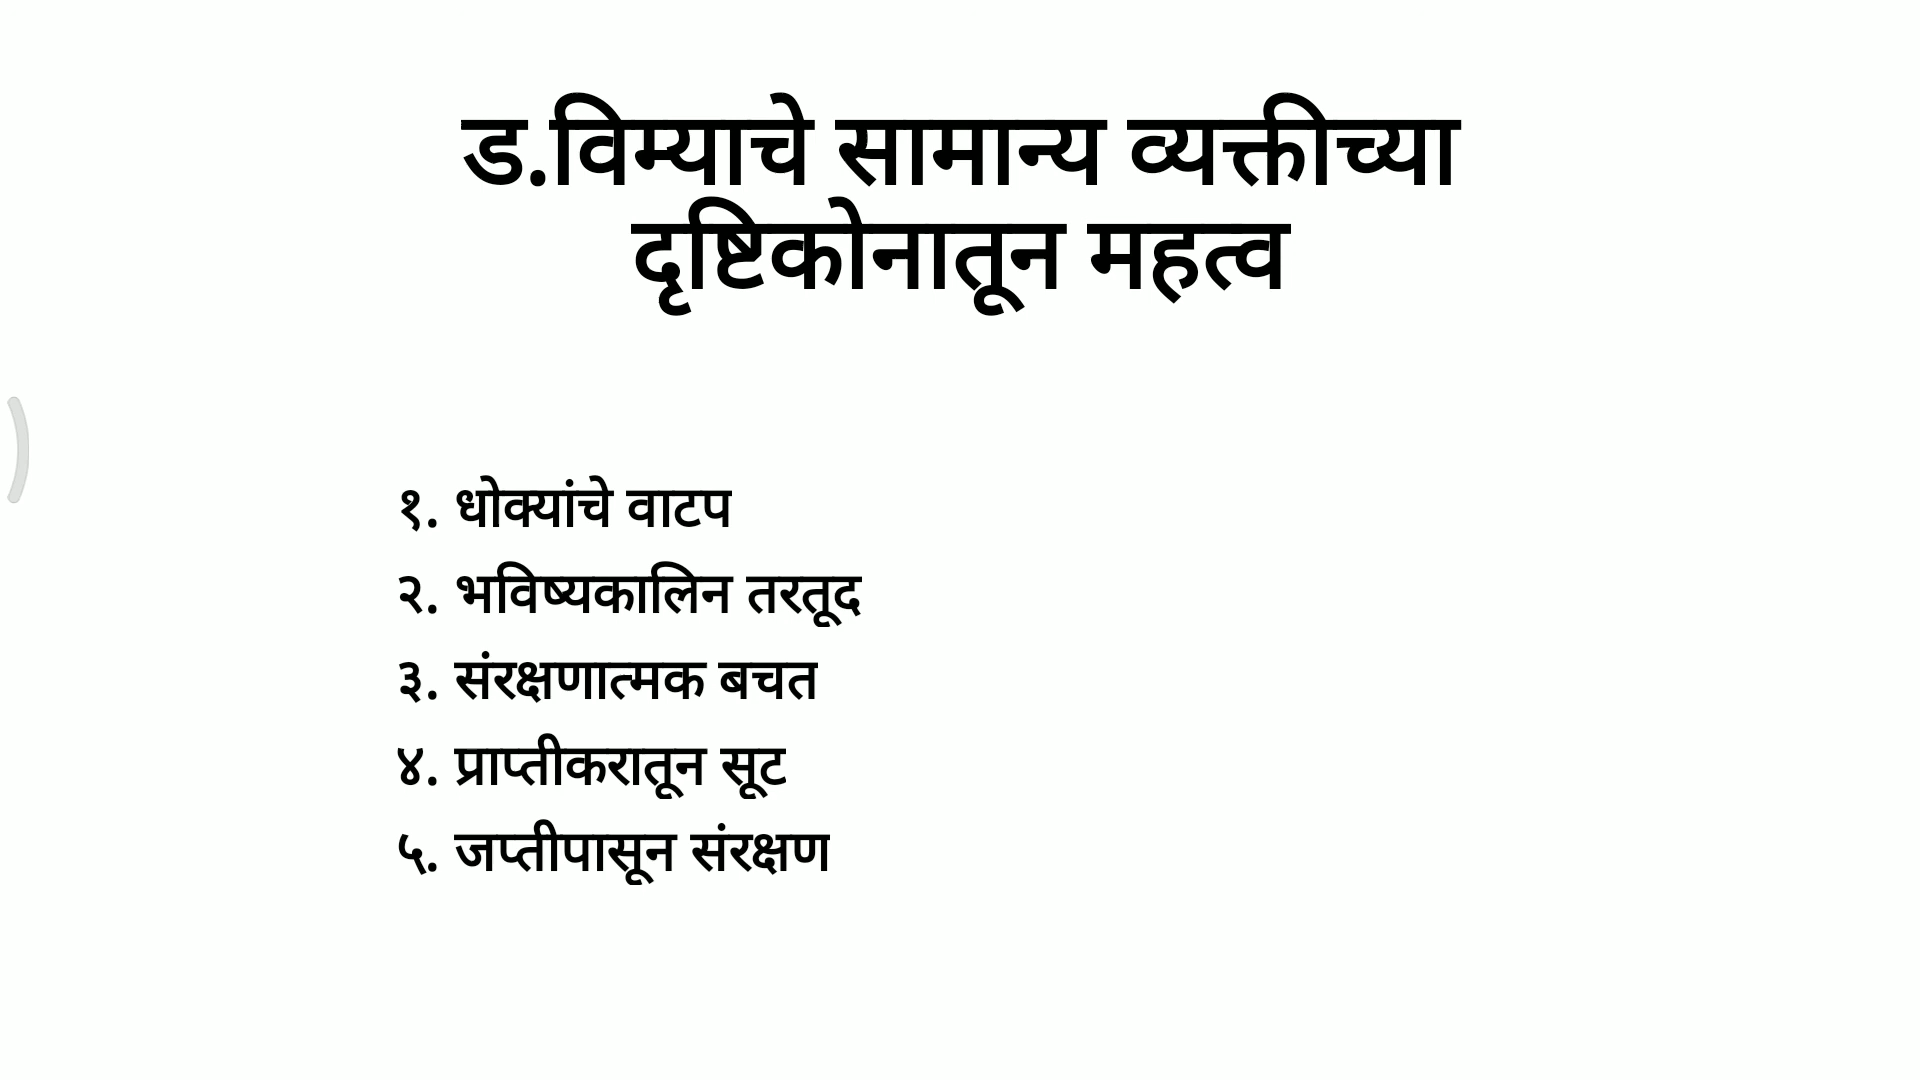 ड.विम्याचे सामान्य व्यक्तीच्या
दृष्टिकोनातून महत्व
१. धोक्यांचे वाटप
२. भविष्यकालिन तरतूद
३. संरक्षणात्मक बचत
४. प्राप्तीकरातून सूट
५. जप्तीपासून संरक्षण